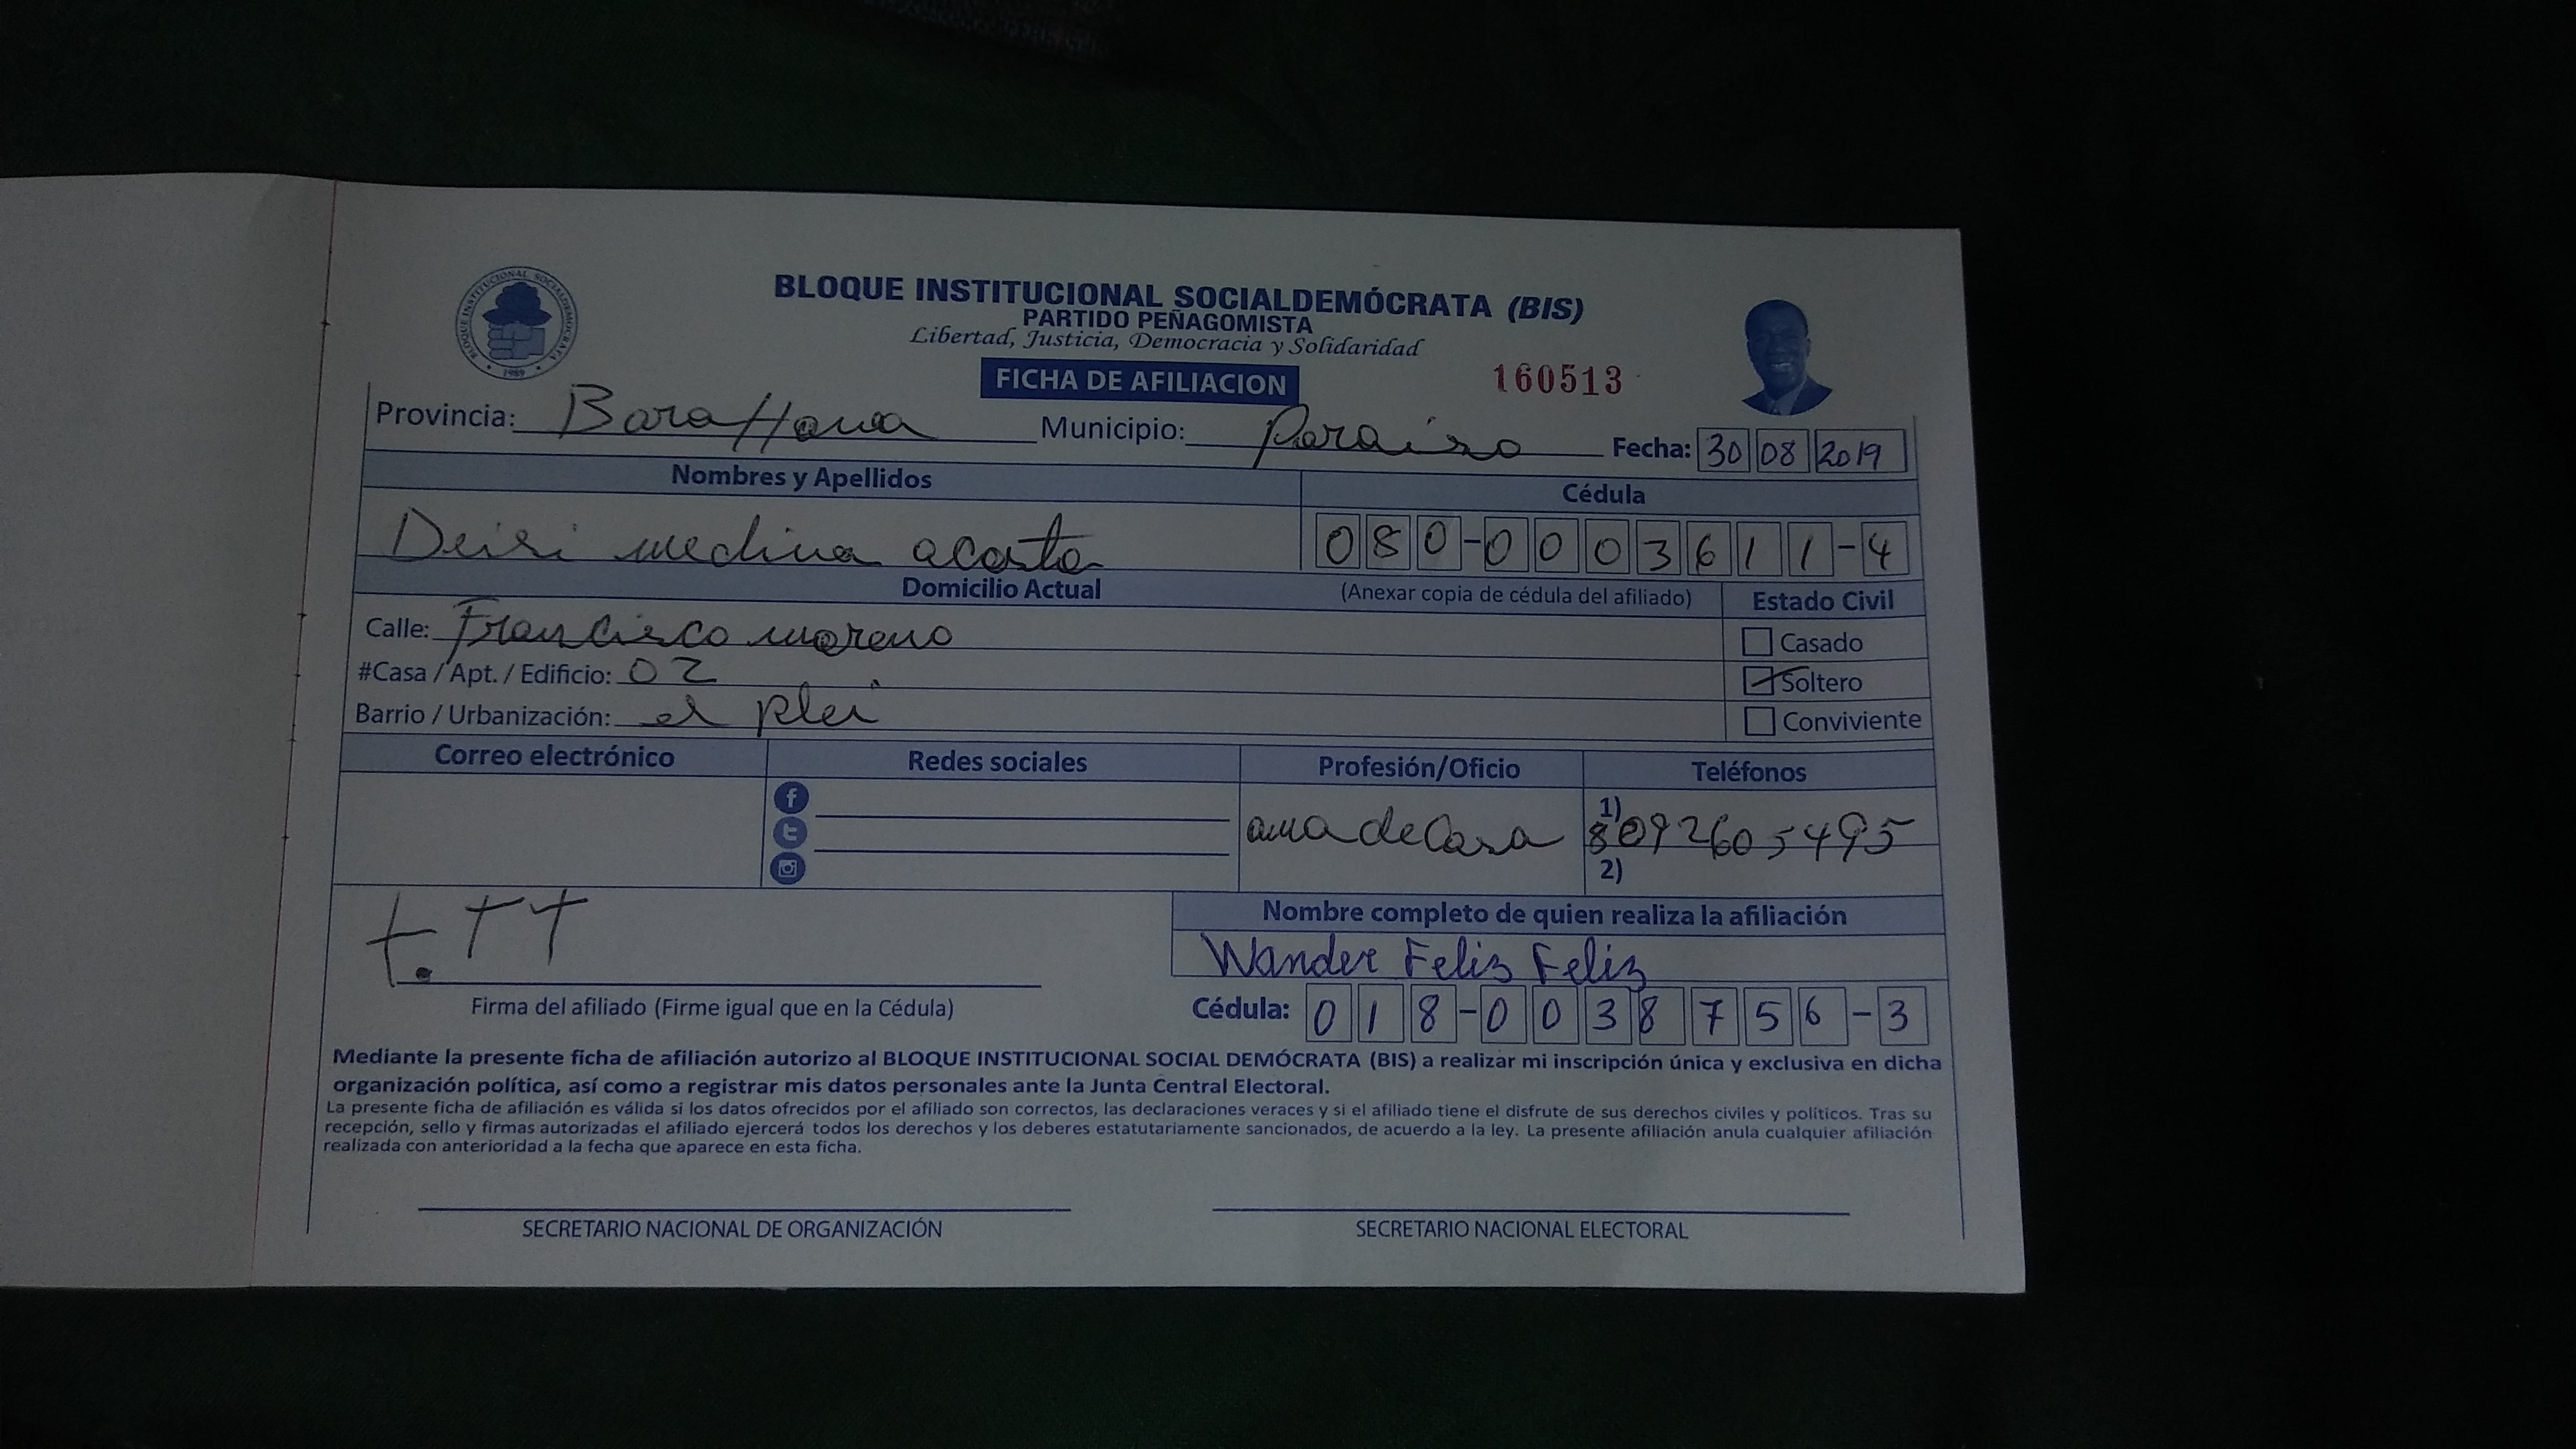 BLOQUE INSTITUCIONAL SOCIALDEMÓCRATA
1989
BLOQUE INSTITUCIONAL SOCIALDEMÓCRATA (BIS)
PARTIDO PEÑAGOMISTA
Libertad, Justicia, Democracia y Solidaridad
FICHA DE AFILIACION 160513
Provincia: BaraHona Municipio: Paraiso Fecha: 30 08 2019
Nombres y Apellidos Cédula
Deisi medina acosta 080-0003611-4
Domicilio Actual (Anexar copia de cédula del afiliado) Estado Civil
Calle: Francisco moreno Casado
#Casa / Apt. / Edificio: 02 Soltero
Barrio / Urbanización: el plei Conviviente
Correo electrónico Redes sociales Profesión/Oficio Teléfonos
ama de Casa 1) 8092605495
2)
Nombre completo de quien realiza la afiliación
Wander Feliz Feliz
Firma del afiliado (Firme igual que en la Cédula) Cédula: 018-0038756-3
Mediante la presente ficha de afiliación autorizo al BLOQUE INSTITUCIONAL SOCIAL DEMÓCRATA (BIS) a realizar mi inscripción única y exclusiva en dicha
organización política, así como a registrar mis datos personales ante la Junta Central Electoral.
La presente ficha de afiliación es válida si los datos ofrecidos por el afiliado son correctos, las declaraciones veraces y si el afiliado tiene el disfrute de sus derechos civiles y políticos. Tras su
recepción, sello y firmas autorizadas el afiliado ejercerá todos los derechos y los deberes estatutariamente sancionados, de acuerdo a la ley. La presente afiliación anula cualquier afiliación
realizada con anterioridad a la fecha que aparece en esta ficha.
SECRETARIO NACIONAL DE ORGANIZACIÓN SECRETARIO NACIONAL ELECTORAL